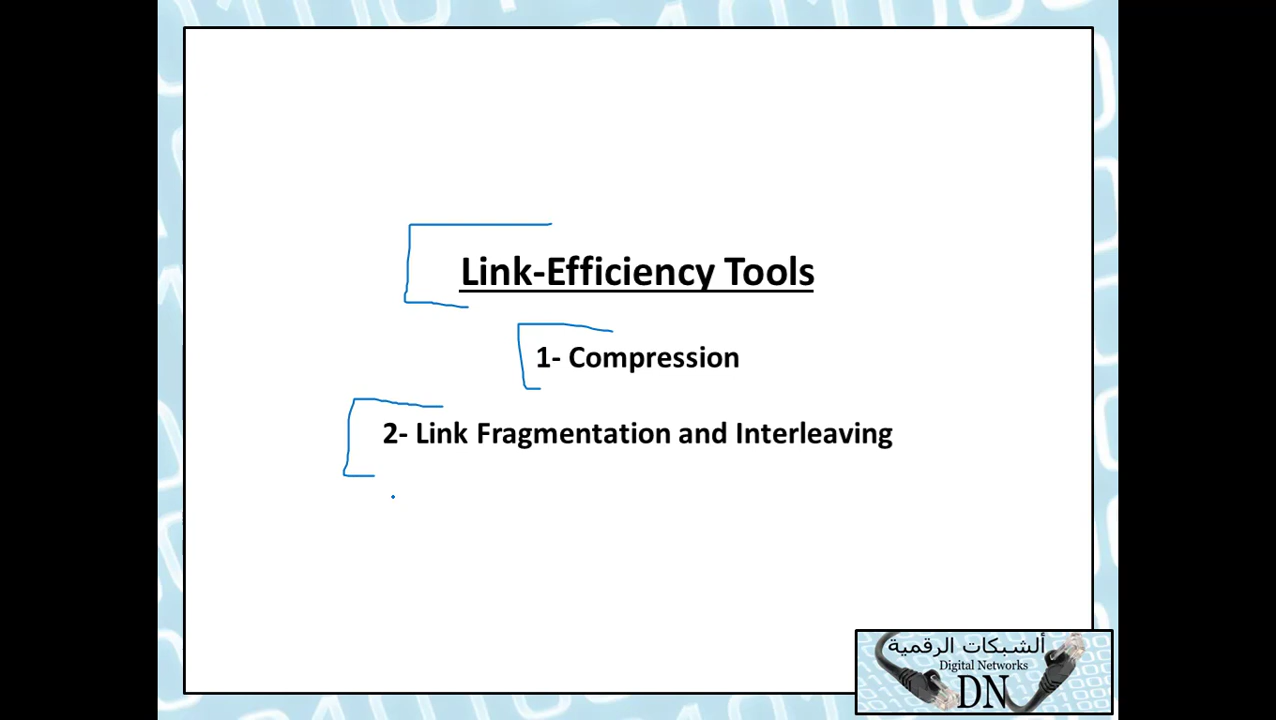 Link-Efficiency Tools
1- Compression
2- Link Fragmentation and Interleaving
ألشبكات الرقمية
Digital Networks
DN